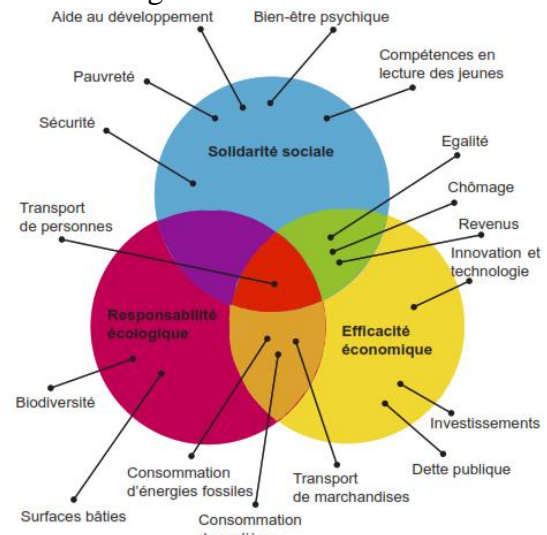 Aide au développement
Bien-être psychique
Pauvreté
Compétences en
lecture des jeunes
Sécurité
Solidarité sociale
Egalité
Chômage
Transport
de personnes
Revenus
Innovation et
technologie
Responsabilité
écologique
Efficacité
économique
Biodiversité
Investissements
Consommation
d'énergies fossiles
Transport
de marchandises
Dette publique
Surfaces bâties
Consommation